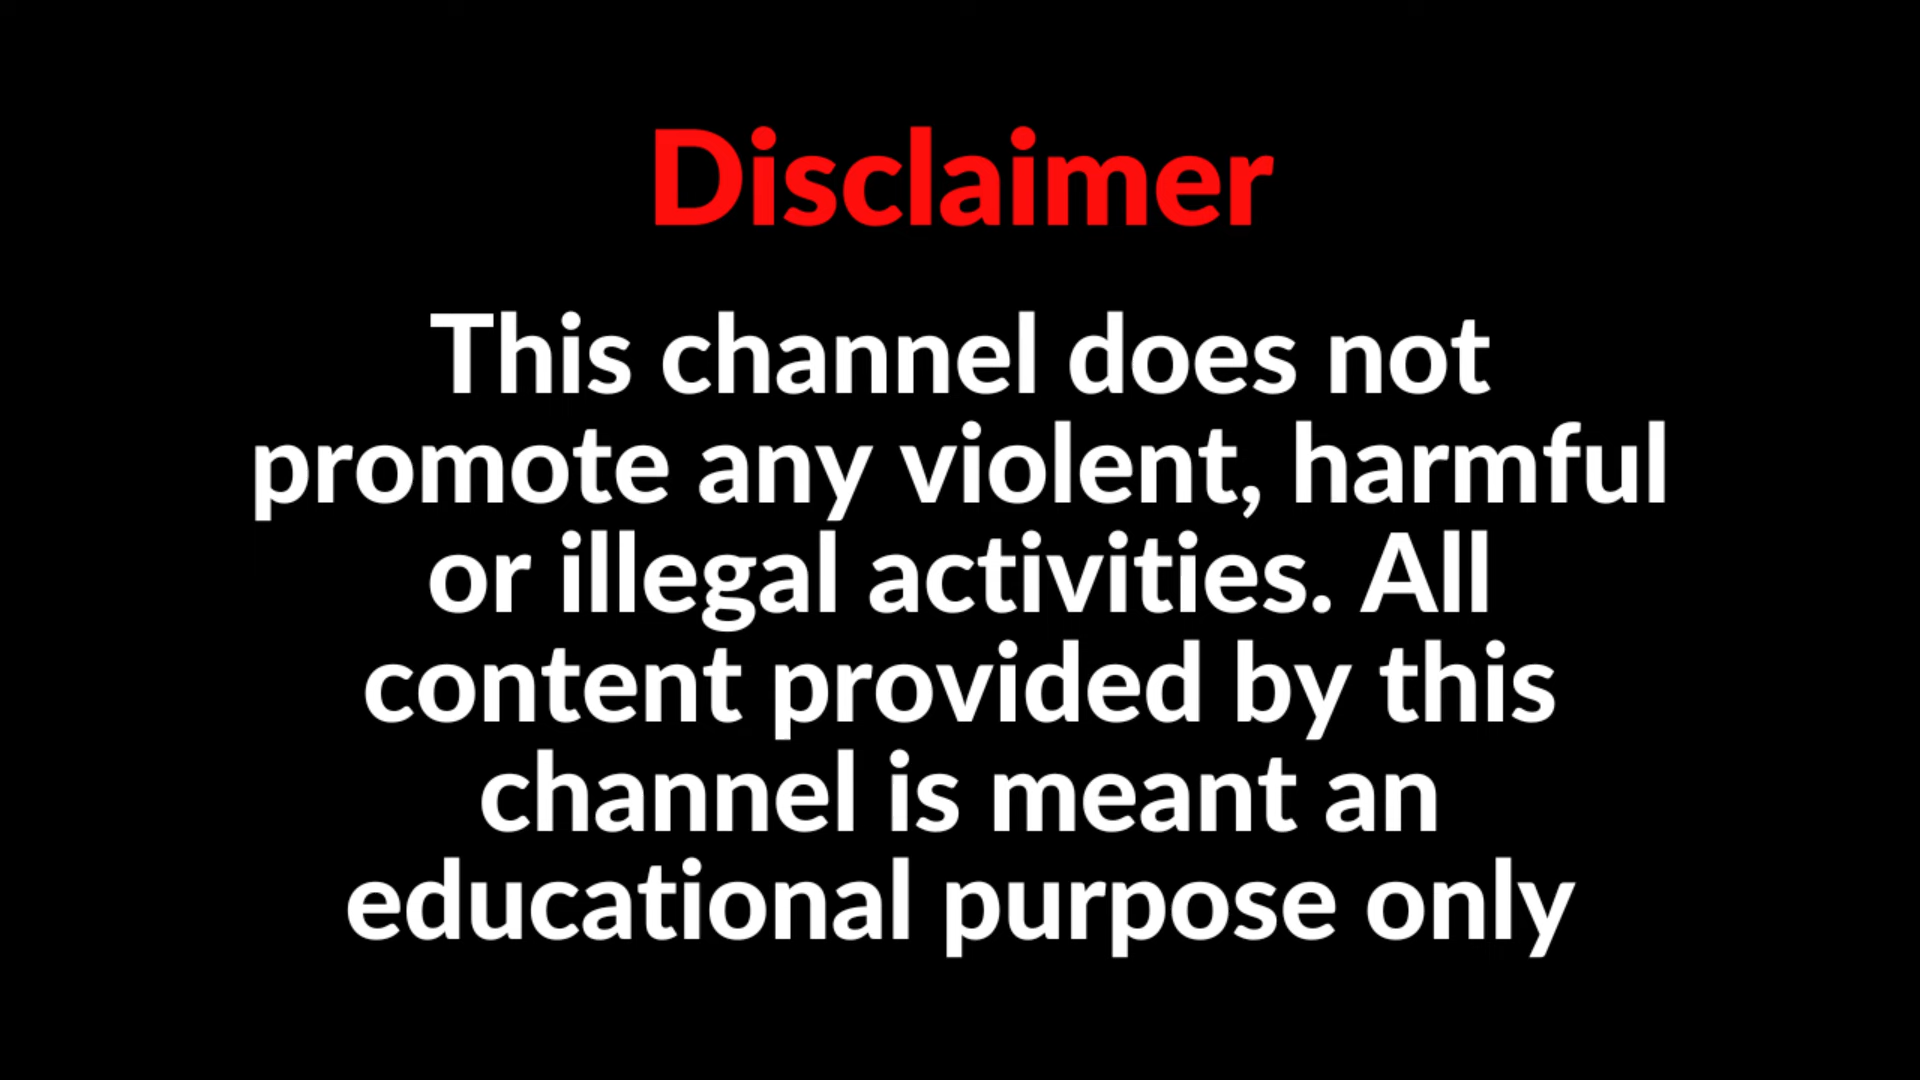 Disclaimer
This channel does not
promote any violent, harmful
or illegal activities. All
content provided by this
channel is meant an
educational purpose only